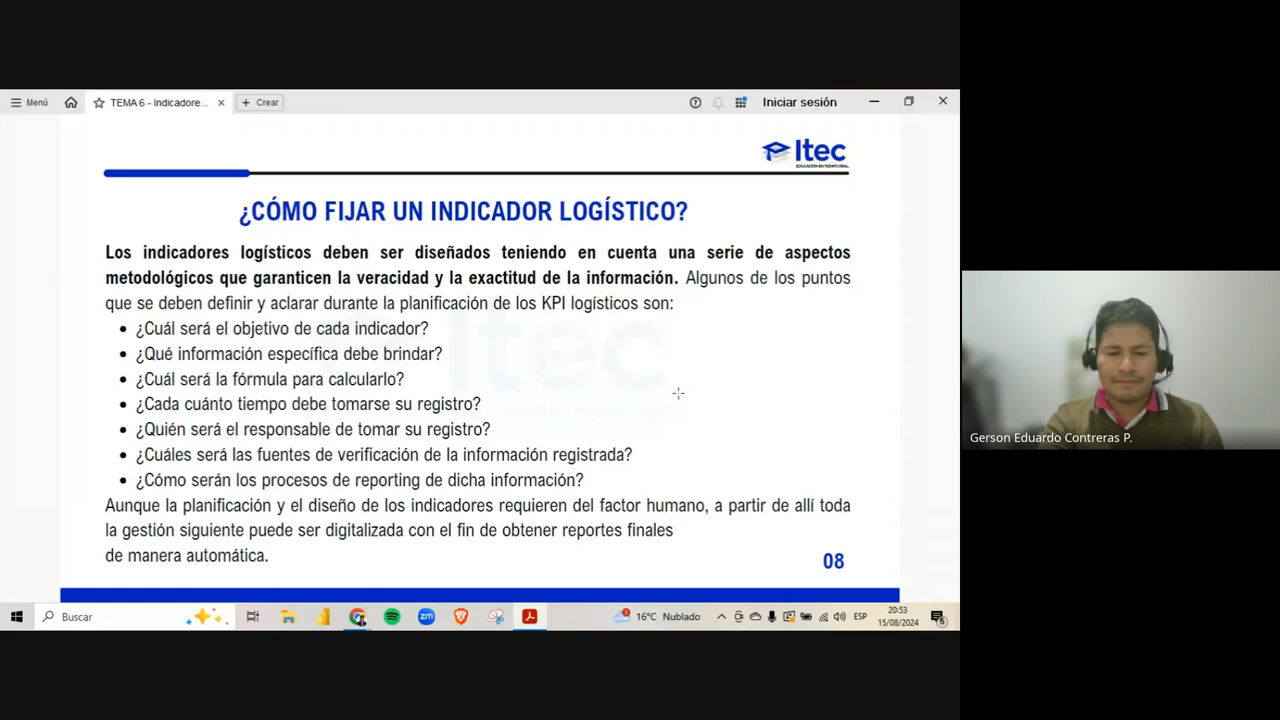 Menú
TEMA 6 - Indicadore...
Crear
Iniciar sesión
Itec
EDUCACIÓN EN TIEMPO REAL
¿CÓMO FIJAR UN INDICADOR LOGÍSTICO?
Los indicadores logísticos deben ser diseñados teniendo en cuenta una serie de aspectos
metodológicos que garanticen la veracidad y la exactitud de la información. Algunos de los puntos
que se deben definir y aclarar durante la planificación de los KPI logísticos son:
• ¿Cuál será el objetivo de cada indicador?
• ¿Qué información específica debe brindar?
• ¿Cuál será la fórmula para calcularlo?
• ¿Cada cuánto tiempo debe tomarse su registro?
• ¿Quién será el responsable de tomar su registro?
• ¿Cuáles será las fuentes de verificación de la información registrada?
• ¿Cómo serán los procesos de reporting de dicha información?
Aunque la planificación y el diseño de los indicadores requieren del factor humano, a partir de allí toda
la gestión siguiente puede ser digitalizada con el fin de obtener reportes finales
de manera automática.
08
Itec
Gerson Eduardo Contreras P.
Buscar
zm
16°C Nublado
ESP
20:53
15/08/2024
6